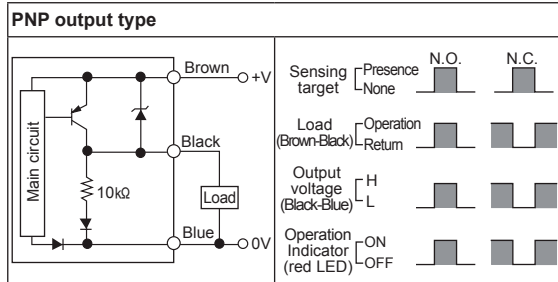 PNP output type
Main circuit
10kΩ
Brown
+V
Black
Load
Blue
0V
N.O.
N.C.
Sensing
target
Presence
None
Load
(Brown-Black)
Operation
Return
Output
voltage
(Black-Blue)
H
L
Operation
Indicator
(red LED)
ON
OFF